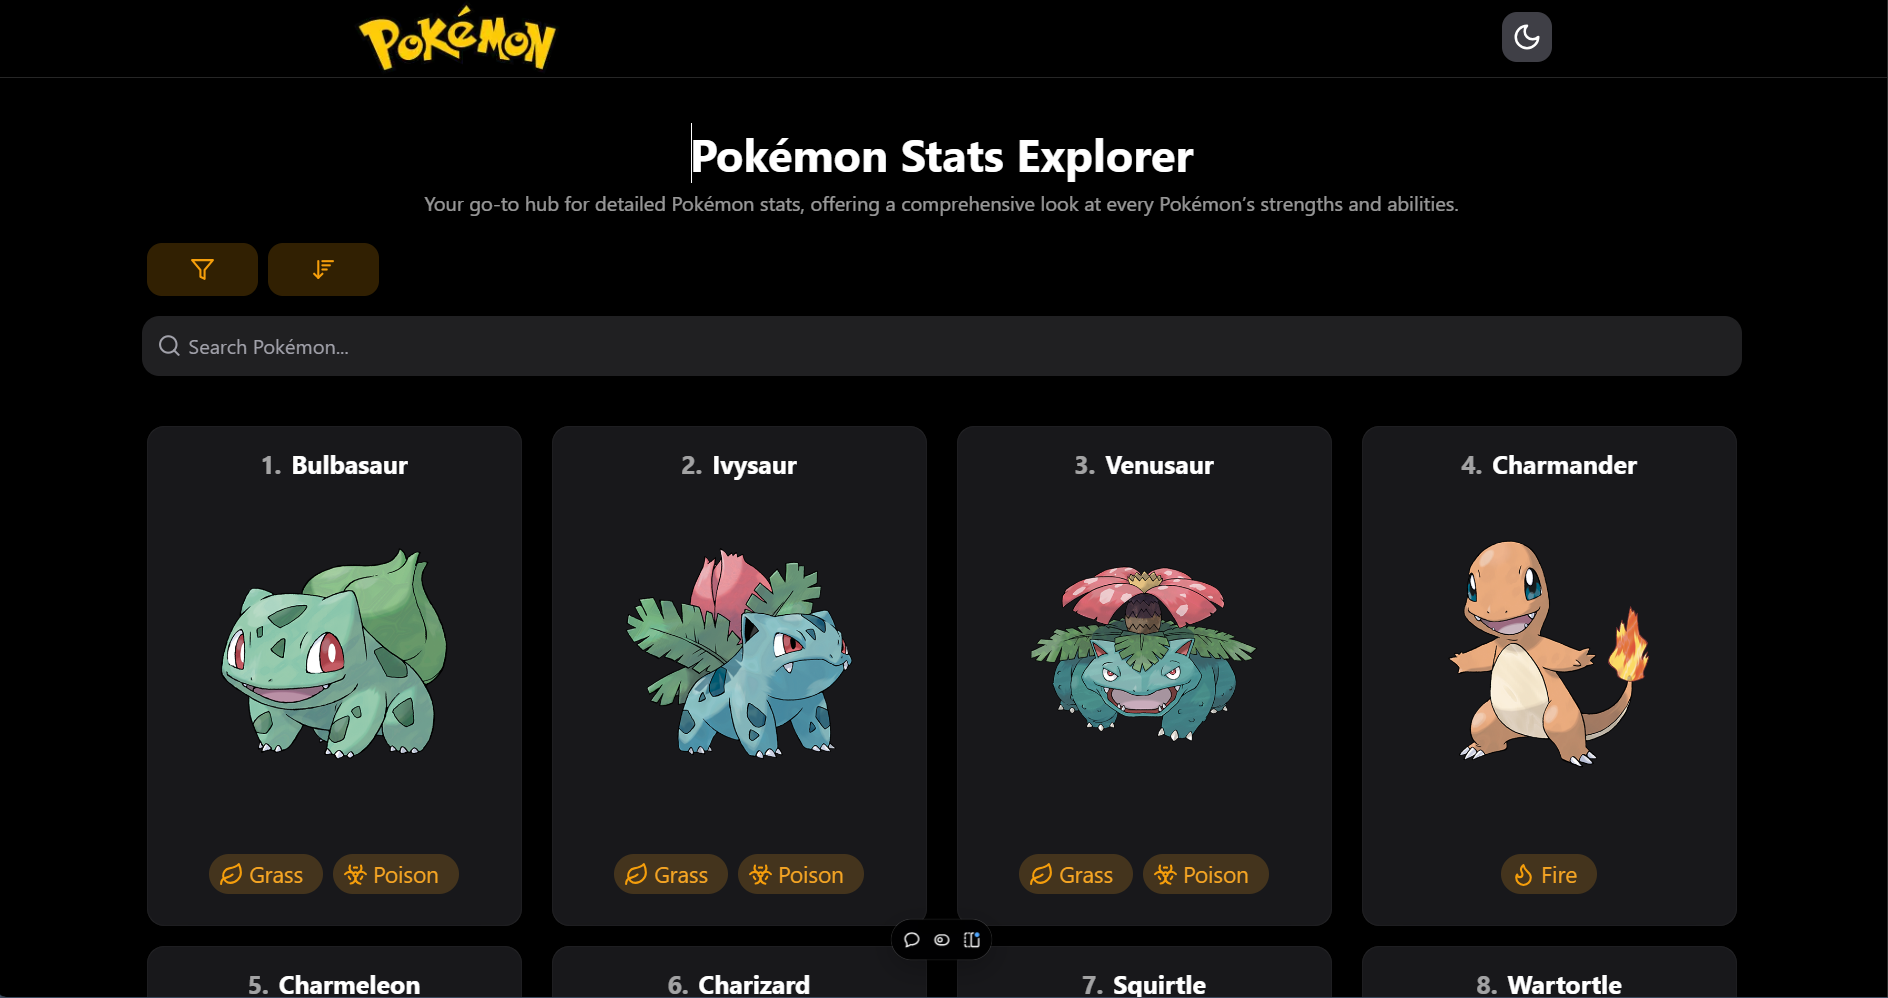 Pokémon
Pokémon Stats Explorer
Your go-to hub for detailed Pokémon stats, offering a comprehensive look at every Pokémon’s strengths and abilities.
Search Pokémon...
1. Bulbasaur
2. Ivysaur
3. Venusaur
4. Charmander
Grass Poison
Grass Poison
Grass Poison
Fire
5. Charmeleon
6. Charizard
7. Squirtle
8. Wartortle